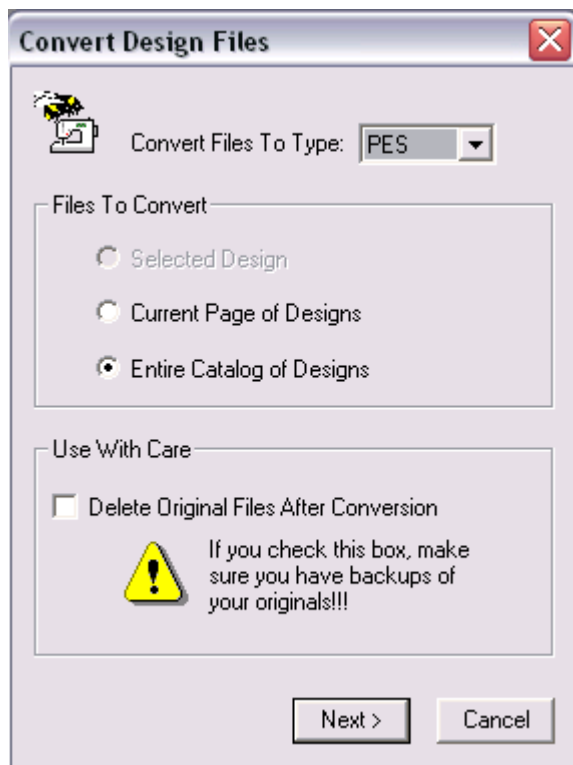 Convert Design Files
Convert Files To Type: PES
Files To Convert
Selected Design
Current Page of Designs
Entire Catalog of Designs
Use With Care
Delete Original Files After Conversion
If you check this box, make
sure you have backups of
your originals!!!
Next >
Cancel